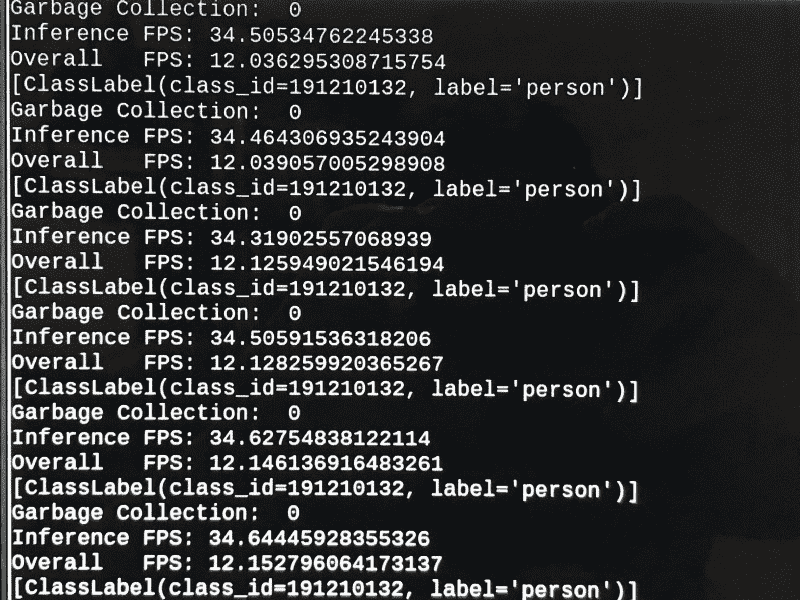 Garbage Collection:  0
Inference FPS: 34.50534762245338
Overall   FPS: 12.036295308715754
[ClassLabel(class_id=191210132, label='person')]
Garbage Collection:  0
Inference FPS: 34.464306935243904
Overall   FPS: 12.039057005298908
[ClassLabel(class_id=191210132, label='person')]
Garbage Collection:  0
Inference FPS: 34.31902557068939
Overall   FPS: 12.125949021546194
[ClassLabel(class_id=191210132, label='person')]
Garbage Collection:  0
Inference FPS: 34.50591536318206
Overall   FPS: 12.128259920365267
[ClassLabel(class_id=191210132, label='person')]
Garbage Collection:  0
Inference FPS: 34.62754838122114
Overall   FPS: 12.146136916483261
[ClassLabel(class_id=191210132, label='person')]
Garbage Collection:  0
Inference FPS: 34.64445928355326
Overall   FPS: 12.152796064173137
[ClassLabel(class_id=191210132, label='person')]